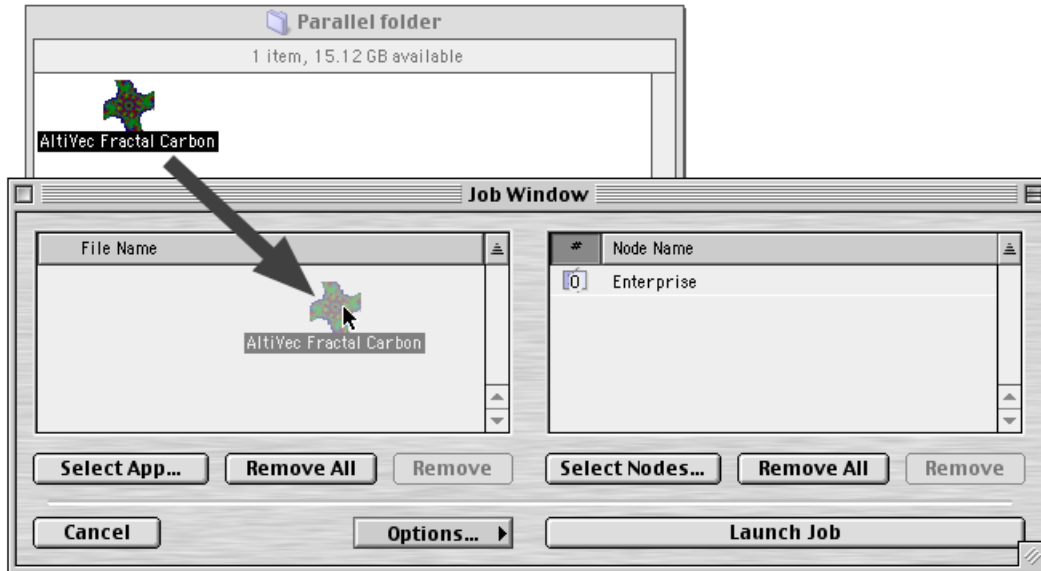 Parallel folder
1 item, 15.12 GB available
AltiVec Fractal Carbon
Job Window
File Name
# Node Name
0 Enterprise
AltiVec Fractal Carbon
Select App... Remove All Remove
Select Nodes... Remove All Remove
Cancel Options... Launch Job